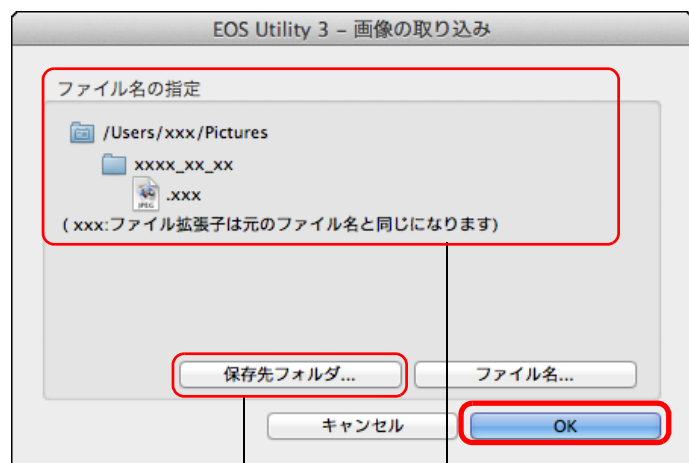 EOS Utility 3 – 画像の取り込み
ファイル名の指定
/Users/xxx/Pictures
xxxx_xx_xx
JPEG
.xxx
( xxx:ファイル拡張子は元のファイル名と同じになります)
保存先フォルダ...
ファイル名...
キャンセル
OK